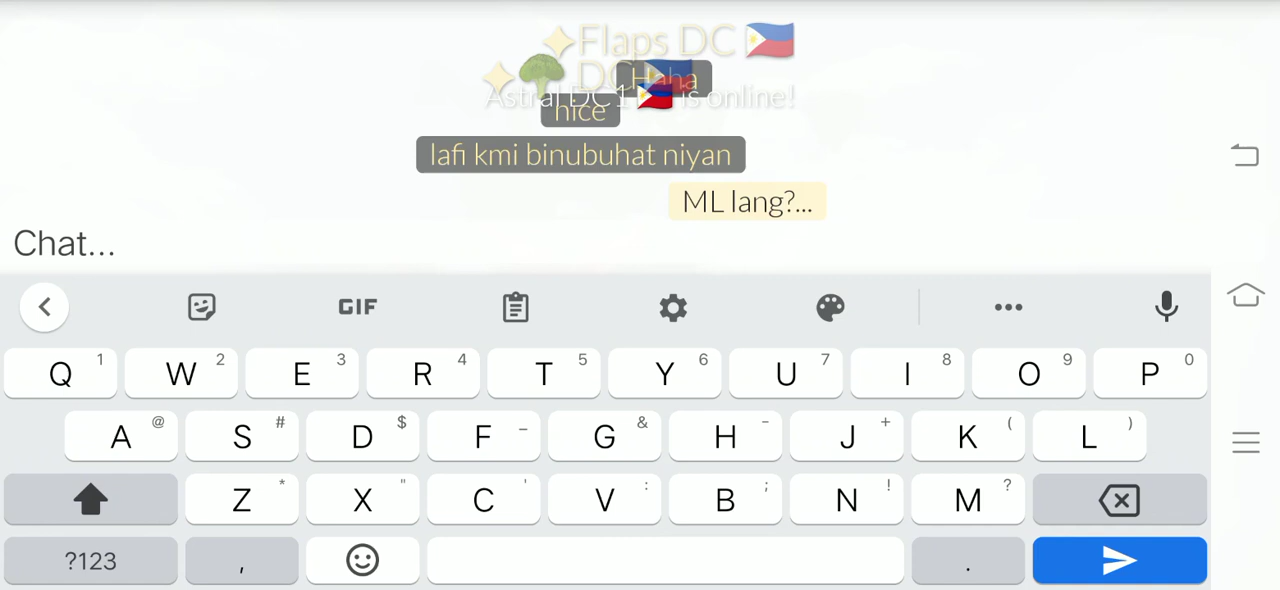 Flaps DC
DC
Haha
Astral DC 1 is online!
nice
lafi kmi binubuhat niyan
ML lang?...
Chat...
GIF
Q 1 W 2 E 3 R 4 T 5 Y 6 U 7 I 8 O 9 P 0
A @ S # D $ F _ G & H - J + K ( L )
Z * X " C ' V : B ; N ! M ?
?123 , .